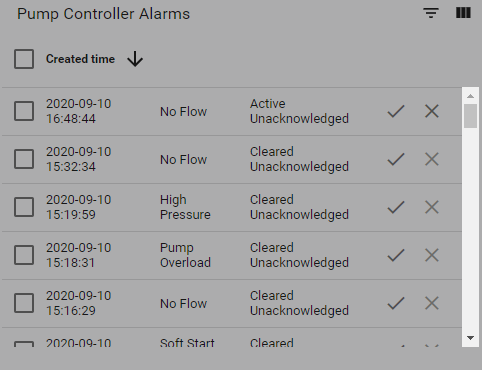 Pump Controller Alarms
Created time
2020-09-10
16:48:44
No Flow
Active
Unacknowledged
2020-09-10
15:32:34
No Flow
Cleared
Unacknowledged
2020-09-10
15:19:59
High
Pressure
Cleared
Unacknowledged
2020-09-10
15:18:31
Pump
Overload
Cleared
Unacknowledged
2020-09-10
15:16:29
No Flow
Cleared
Unacknowledged
2020-09-10
Soft Start
Cleared